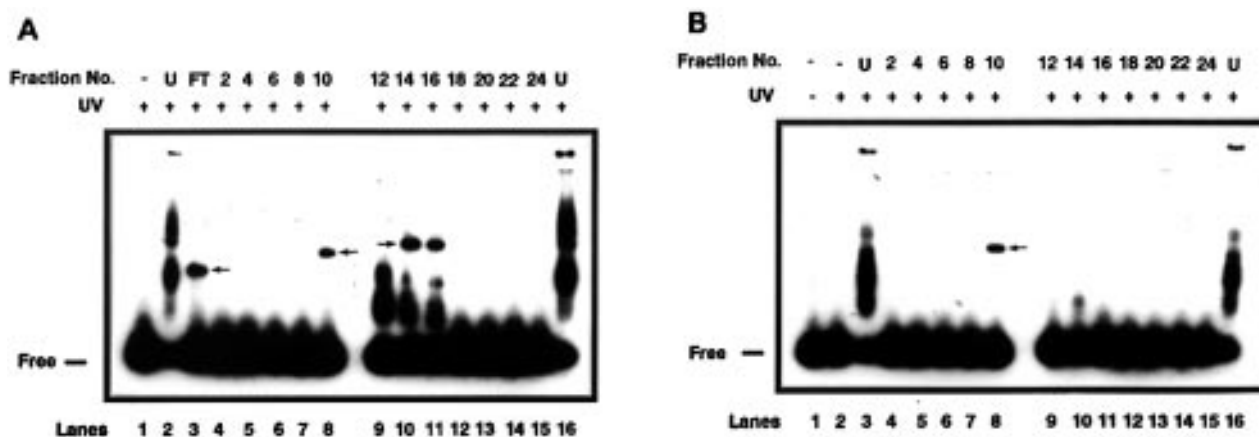 A
Fraction No. - U FT 2 4 6 8 10 12 14 16 18 20 22 24 U
UV + + + + + + + + + + + + + + + +
Free
Lanes 1 2 3 4 5 6 7 8 9 10 11 12 13 14 15 16
B
Fraction No. - - U 2 4 6 8 10 12 14 16 18 20 22 24 U
UV - + + + + + + + + + + + + + + +
Free
Lanes 1 2 3 4 5 6 7 8 9 10 11 12 13 14 15 16